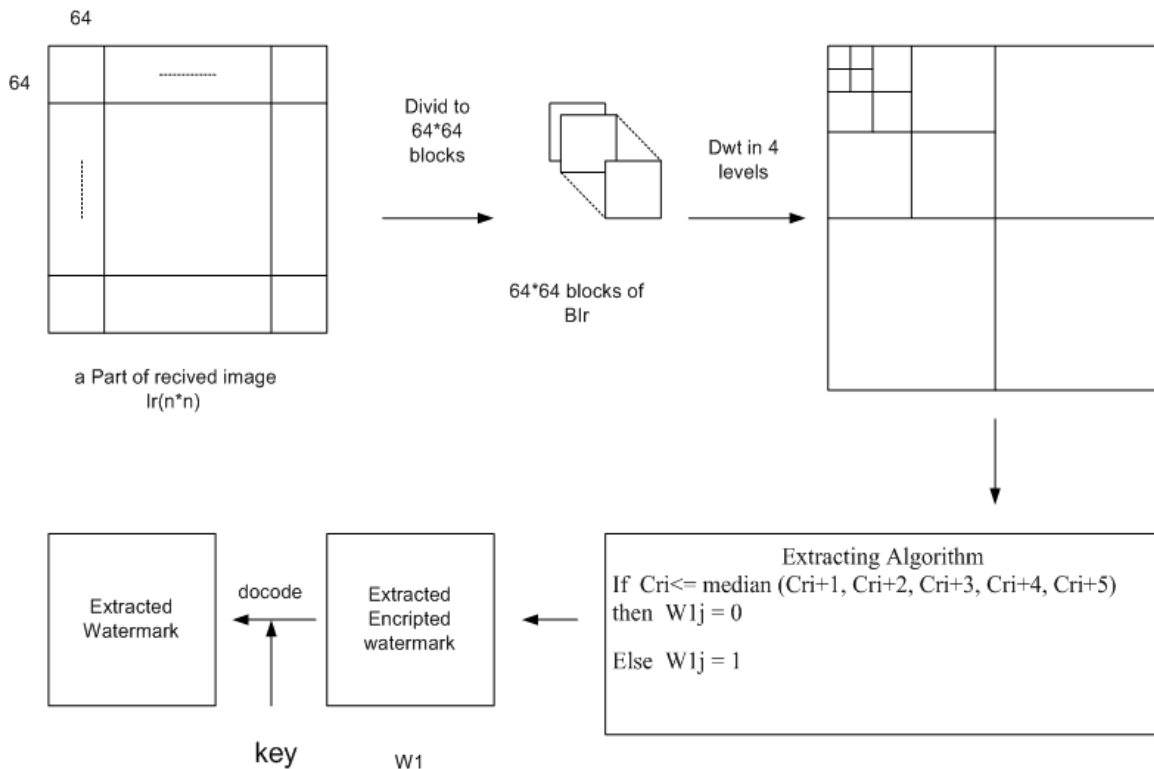 64
64
Divid to
64*64
blocks
Dwt in 4
levels
64*64 blocks of
Blr
a Part of recived image
Ir(n*n)
Extracting Algorithm
If Cri<= median (Cri+1, Cri+2, Cri+3, Cri+4, Cri+5)
then W1j = 0
Else W1j = 1
Extracted
Encripted
watermark
W1
docode
key
Extracted
Watermark